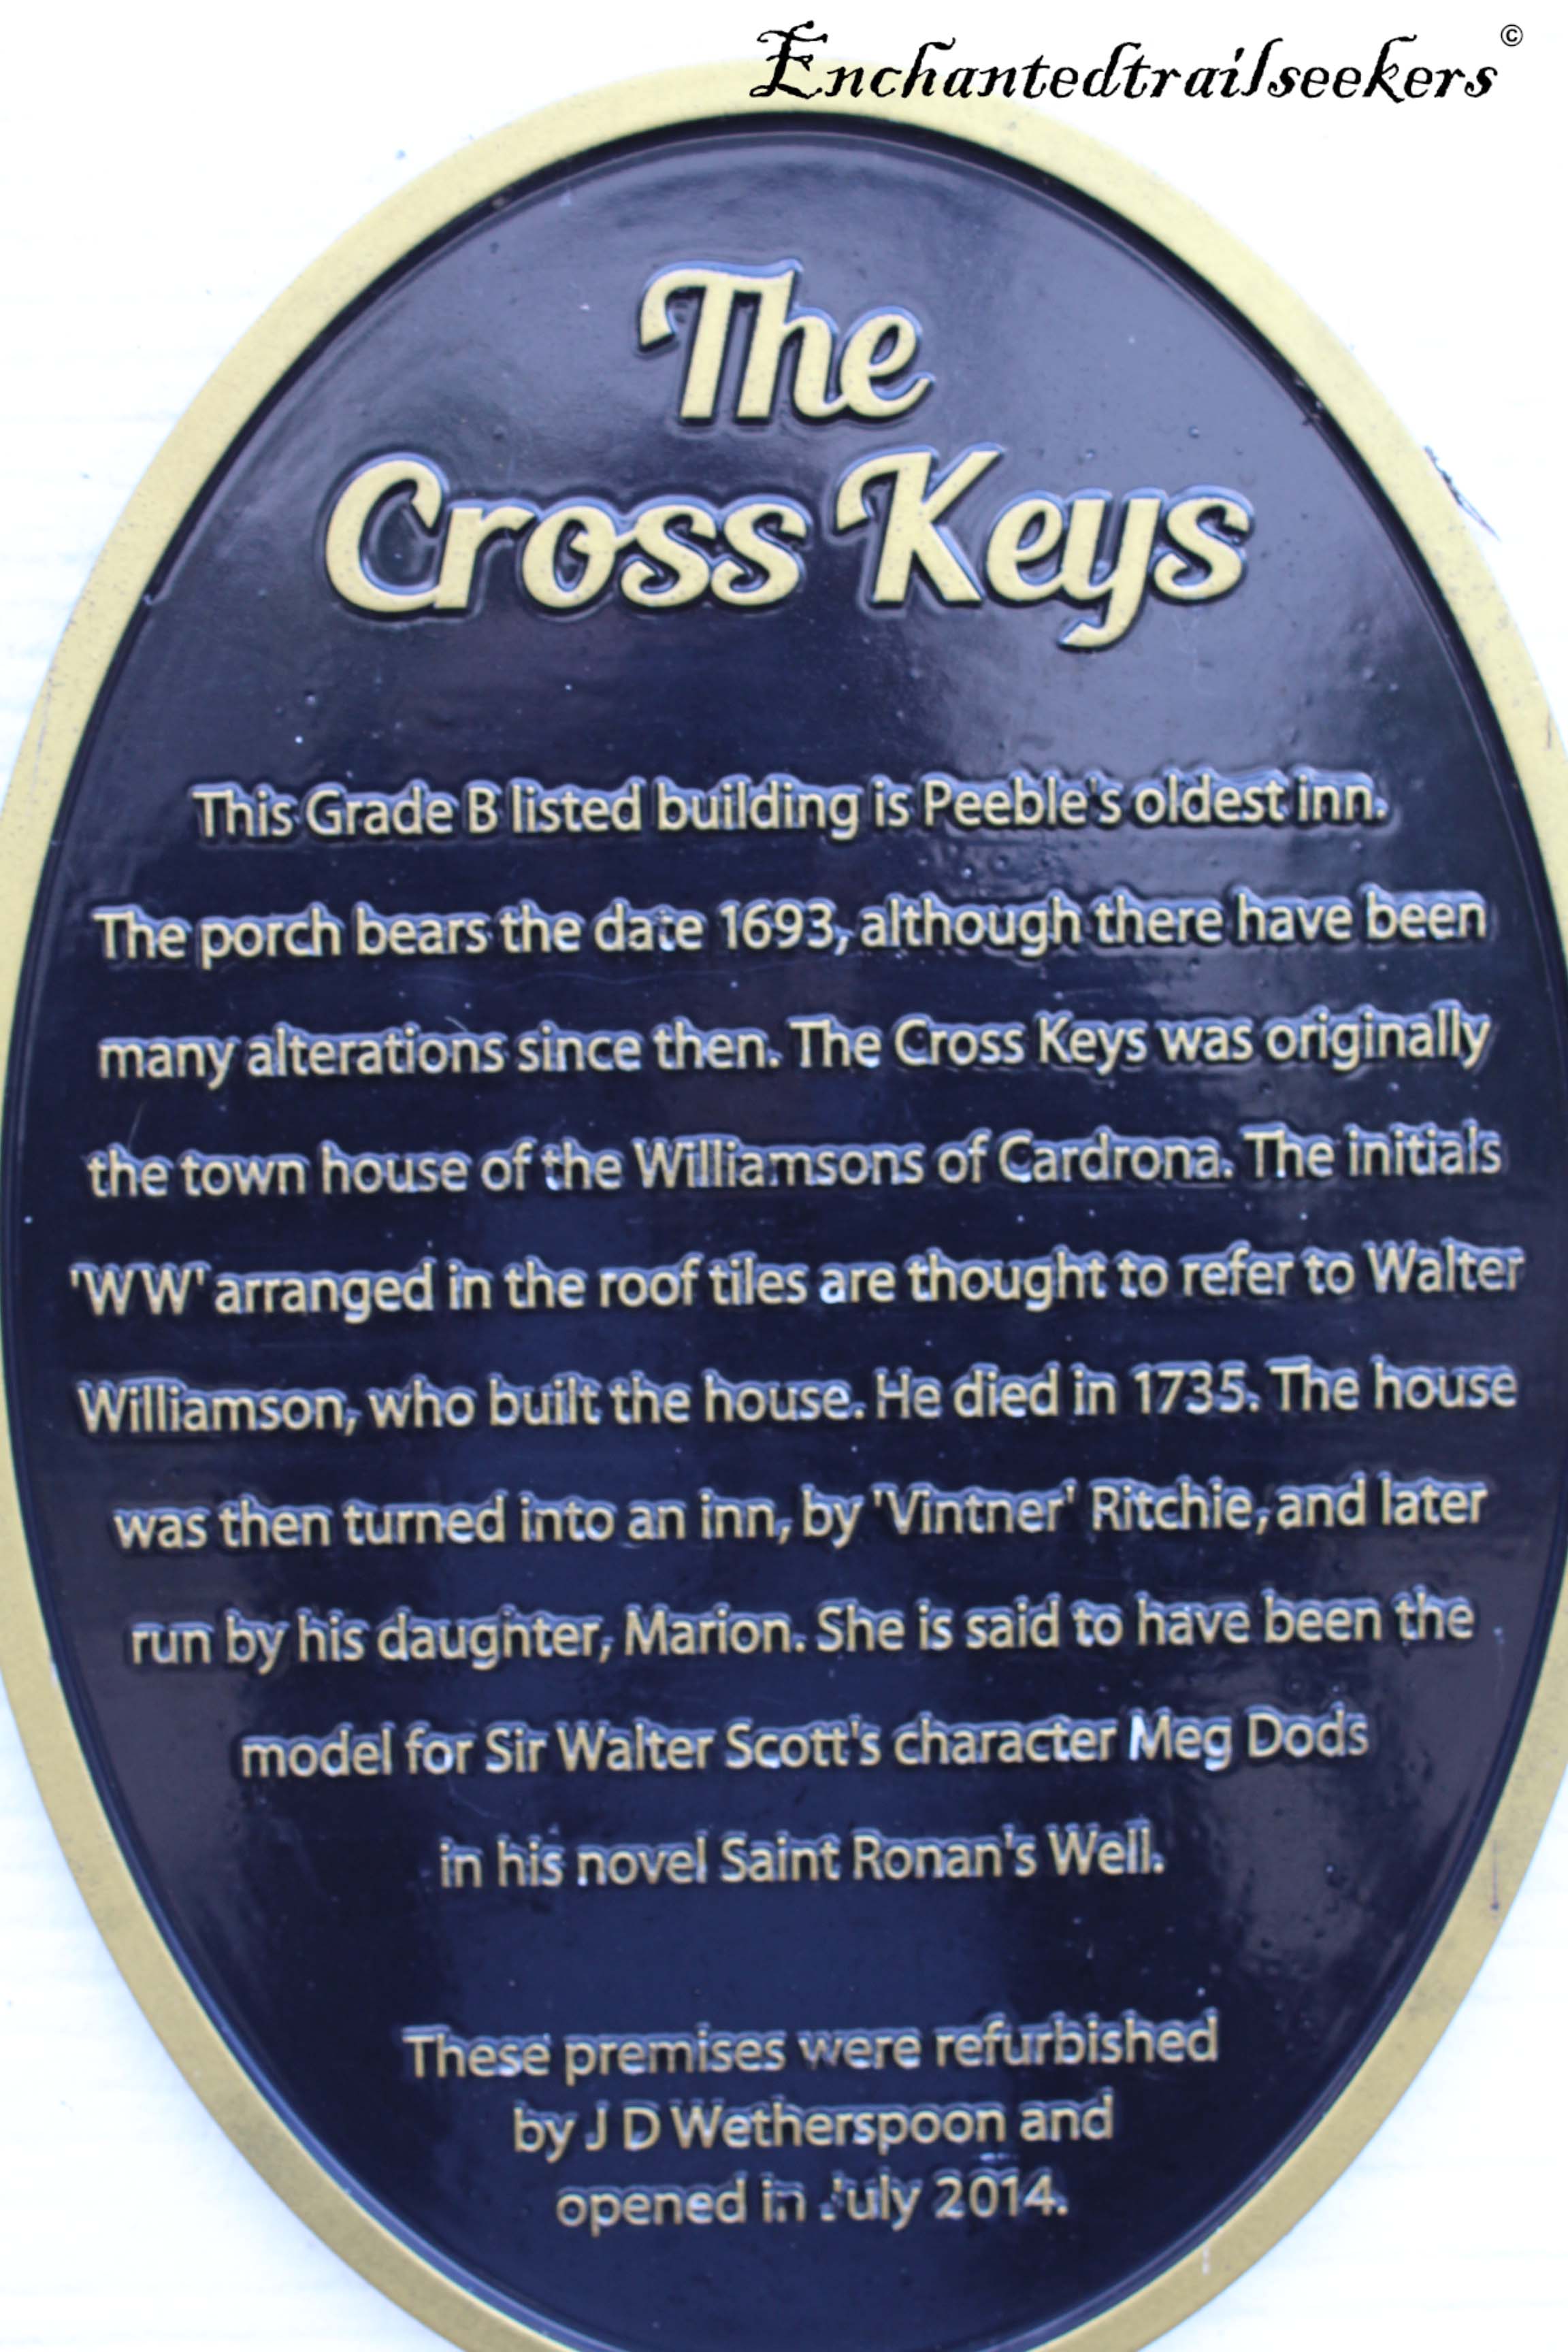 Enchantedtrailseekers ©
The
Cross Keys
This Grade B listed building is Peeble's oldest inn.
The porch bears the date 1693, although there have been
many alterations since then. The Cross Keys was originally
the town house of the Williamsons of Cardrona. The initials
'WW' arranged in the roof tiles are thought to refer to Walter
Williamson, who built the house. He died in 1735. The house
was then turned into an inn, by 'Vintner' Ritchie, and later
run by his daughter, Marion. She is said to have been the
model for Sir Walter Scott's character Meg Dods
in his novel Saint Ronan's Well.
These premises were refurbished
by J D Wetherspoon and
opened in July 2014.